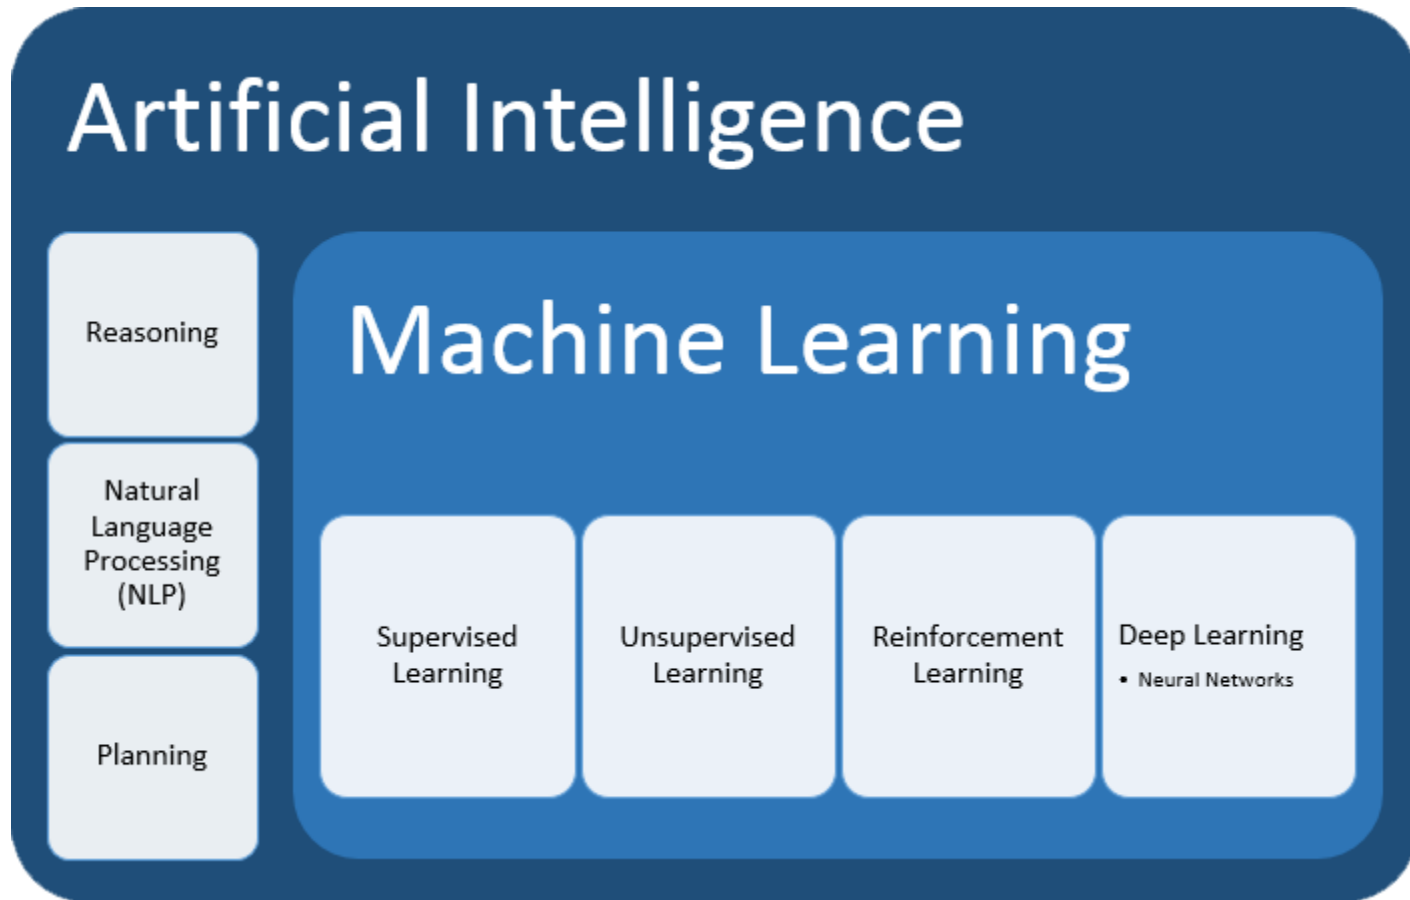 Artificial Intelligence
Reasoning
Natural
Language
Processing
(NLP)
Planning
Machine Learning
Supervised
Learning
Unsupervised
Learning
Reinforcement
Learning
Deep Learning
• Neural Networks